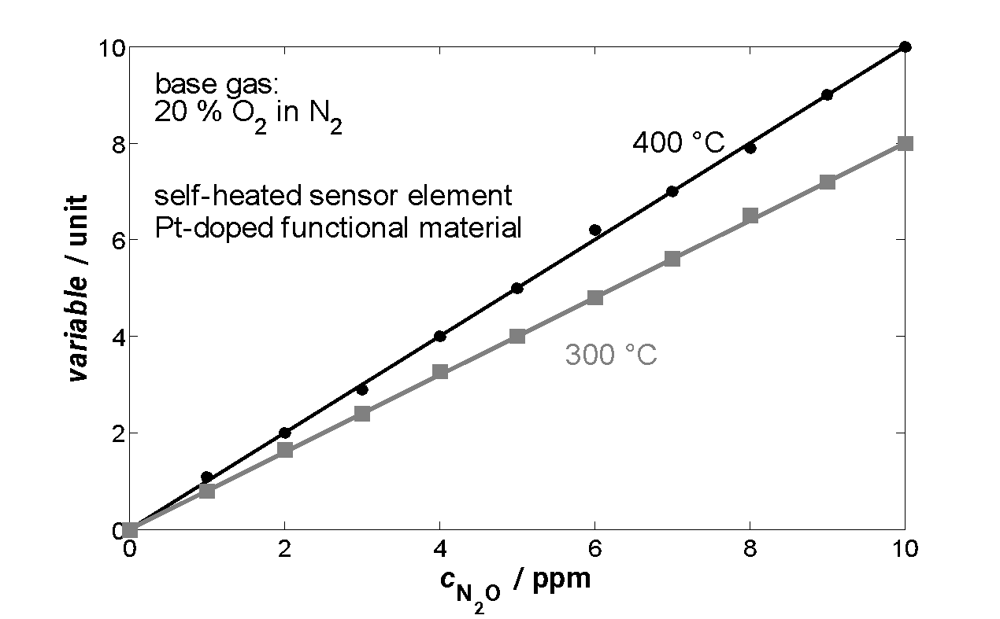 10
8
6
4
2
0
variable / unit
base gas:
20 % O2 in N2
self-heated sensor element
Pt-doped functional material
400 °C
300 °C
0 2 4 6 8 10
cN2O / ppm